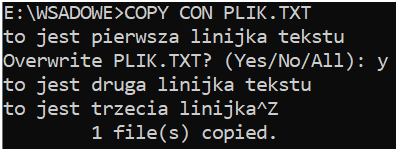 E:\WSADOWE>COPY CON PLIK.TXT
to jest pierwsza linijka tekstu
Overwrite PLIK.TXT? (Yes/No/All): y
to jest druga linijka tekstu
to jest trzecia linijka^Z
1 file(s) copied.